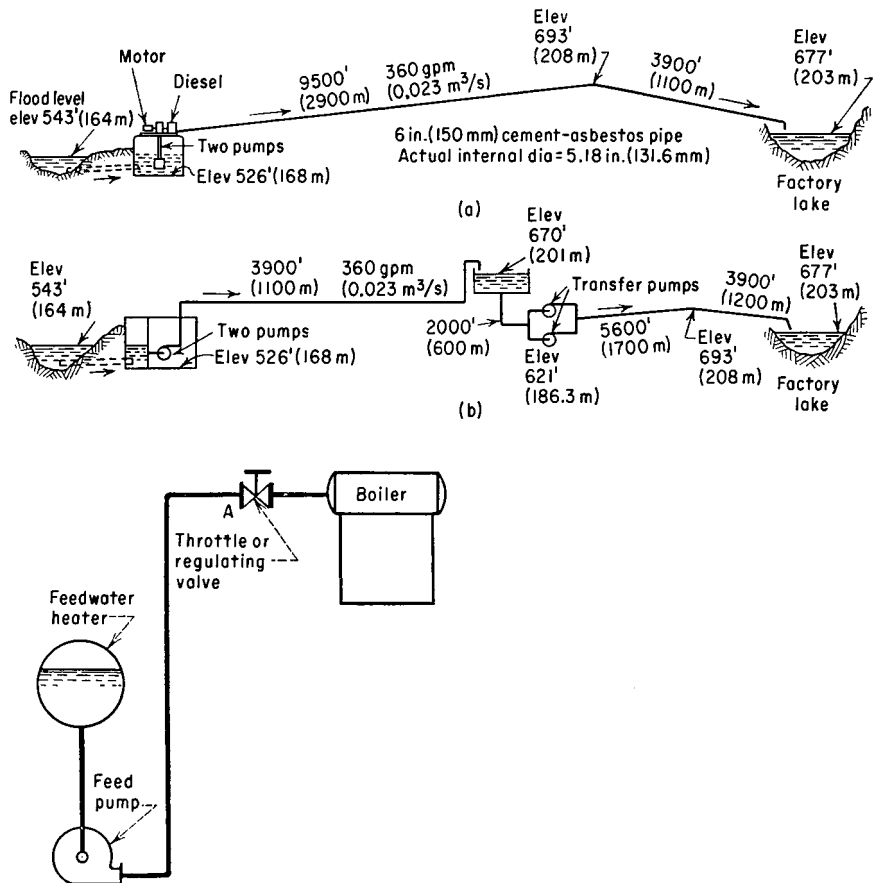 Elev
693'
(208 m)
3900'
(1100 m)
Elev
677'
(203 m)
Motor
Diesel
9500'
(2900 m)
360 gpm
(0.023 m³/s)
Flood level
elev 543' (164 m)
Two pumps
Elev 526' (168 m)
6 in. (150 mm) cement-asbestos pipe
Actual internal dia = 5.18 in. (131.6 mm)
Factory
lake
(a)
Elev
543'
(164 m)
3900'
(1100 m)
360 gpm
(0.023 m³/s)
Elev
670'
(201 m)
Transfer pumps
3900'
(1200 m)
Elev
677'
(203 m)
Two pumps
Elev 526' (168 m)
2000'
(600 m)
Elev
621'
(186.3 m)
5600'
(1700 m)
Elev
693'
(208 m)
Factory
lake
(b)
A
Throttle or
regulating
valve
Boiler
Feedwater
heater
Feed
pump